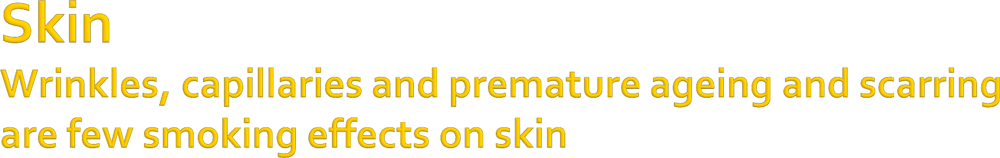 Skin
Wrinkles, capillaries and premature ageing and scarring
are few smoking effects on skin